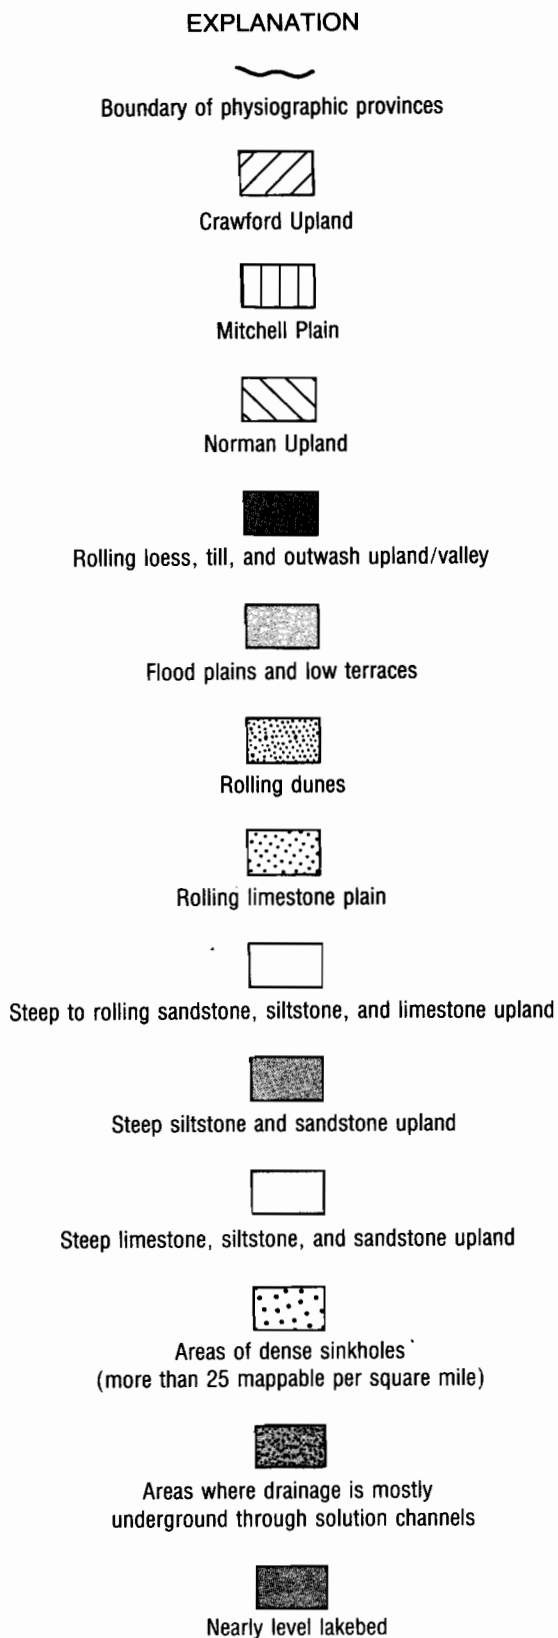 EXPLANATION
Boundary of physiographic provinces
Crawford Upland
Mitchell Plain
Norman Upland
Rolling loess, till, and outwash upland/valley
Flood plains and low terraces
Rolling dunes
Rolling limestone plain
Steep to rolling sandstone, siltstone, and limestone upland
Steep siltstone and sandstone upland
Steep limestone, siltstone, and sandstone upland
Areas of dense sinkholes
(more than 25 mappable per square mile)
Areas where drainage is mostly
underground through solution channels
Nearly level lakebed